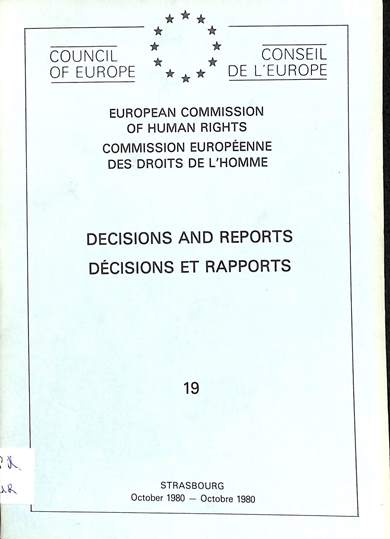 COUNCIL
OF EUROPE
CONSEIL
DE L'EUROPE
EUROPEAN COMMISSION
OF HUMAN RIGHTS
COMMISSION EUROPÉENNE
DES DROITS DE L'HOMME
DECISIONS AND REPORTS
DÉCISIONS ET RAPPORTS
19
STRASBOURG
October 1980 — Octobre 1980